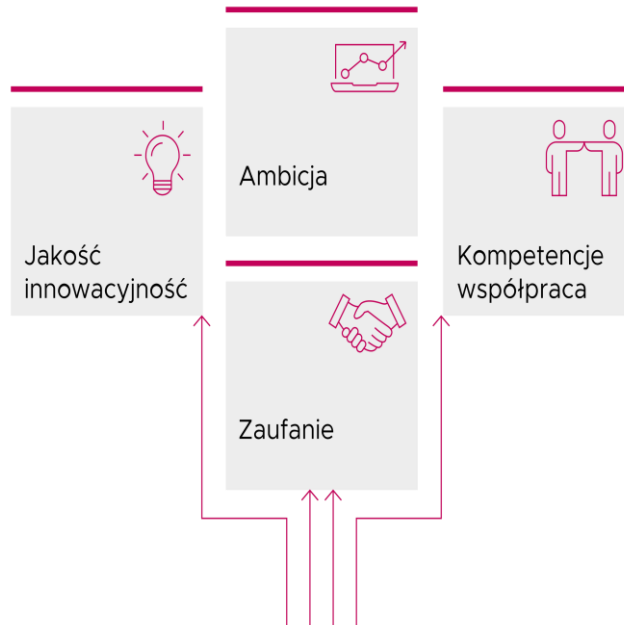 Ambicja
Jakość
innowacyjność
Kompetencje
współpraca
Zaufanie